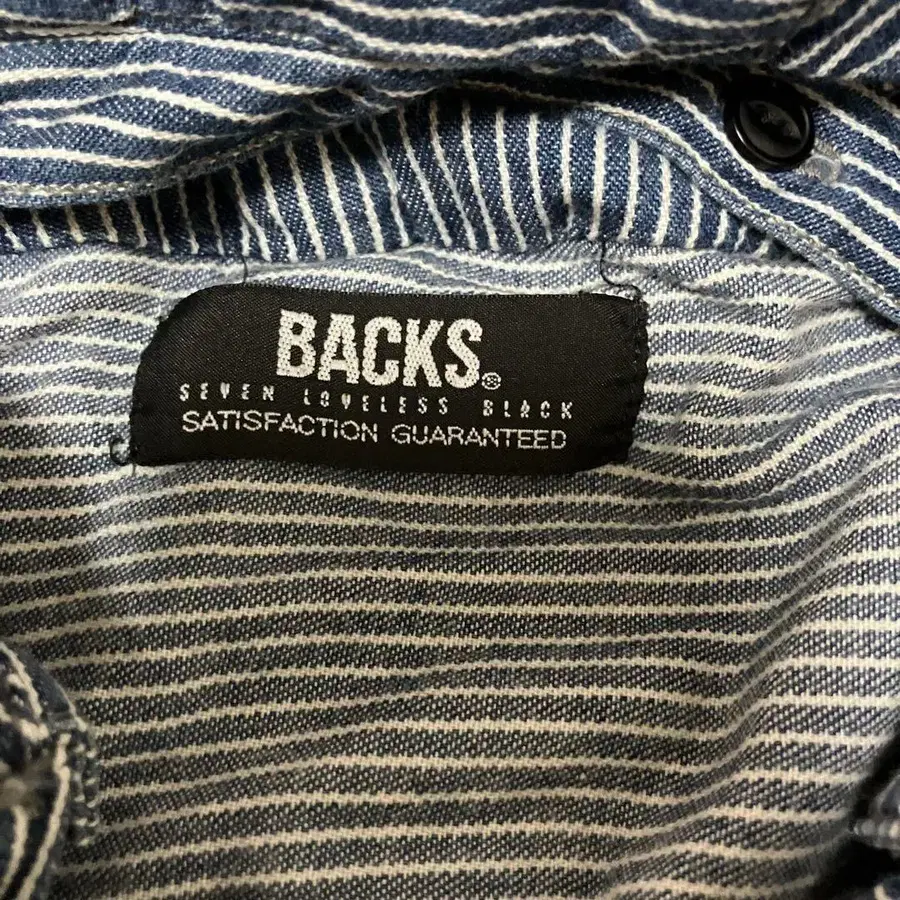 BACKS®
SEVEN LOVELESS BLACK
SATISFACTION GUARANTEED